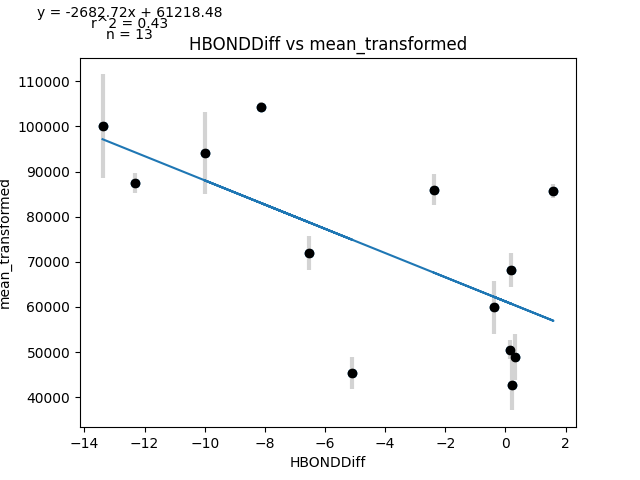 y = -2682.72x + 61218.48
r^2 = 0.43
n = 13
HBONDDiff vs mean_transformed
110000
100000
90000
80000
70000
60000
50000
40000
mean_transformed
−14 −12 −10 −8 −6 −4 −2 0 2
HBONDDiff